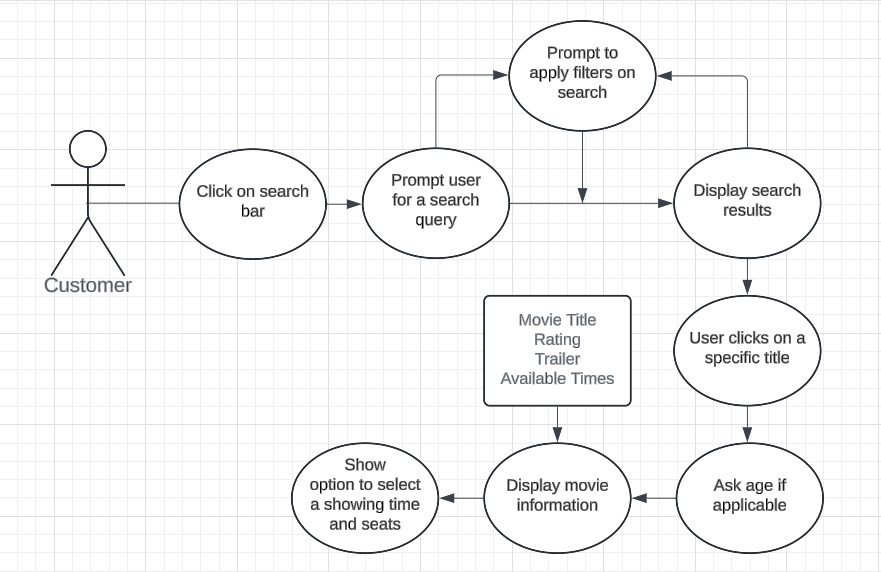 Prompt to
apply filters on
search
Click on search
bar
Prompt user
for a search
query
Display search
results
Customer
Movie Title
Rating
Trailer
Available Times
User clicks on a
specific title
Show
option to select
a showing time
and seats
Display movie
information
Ask age if
applicable